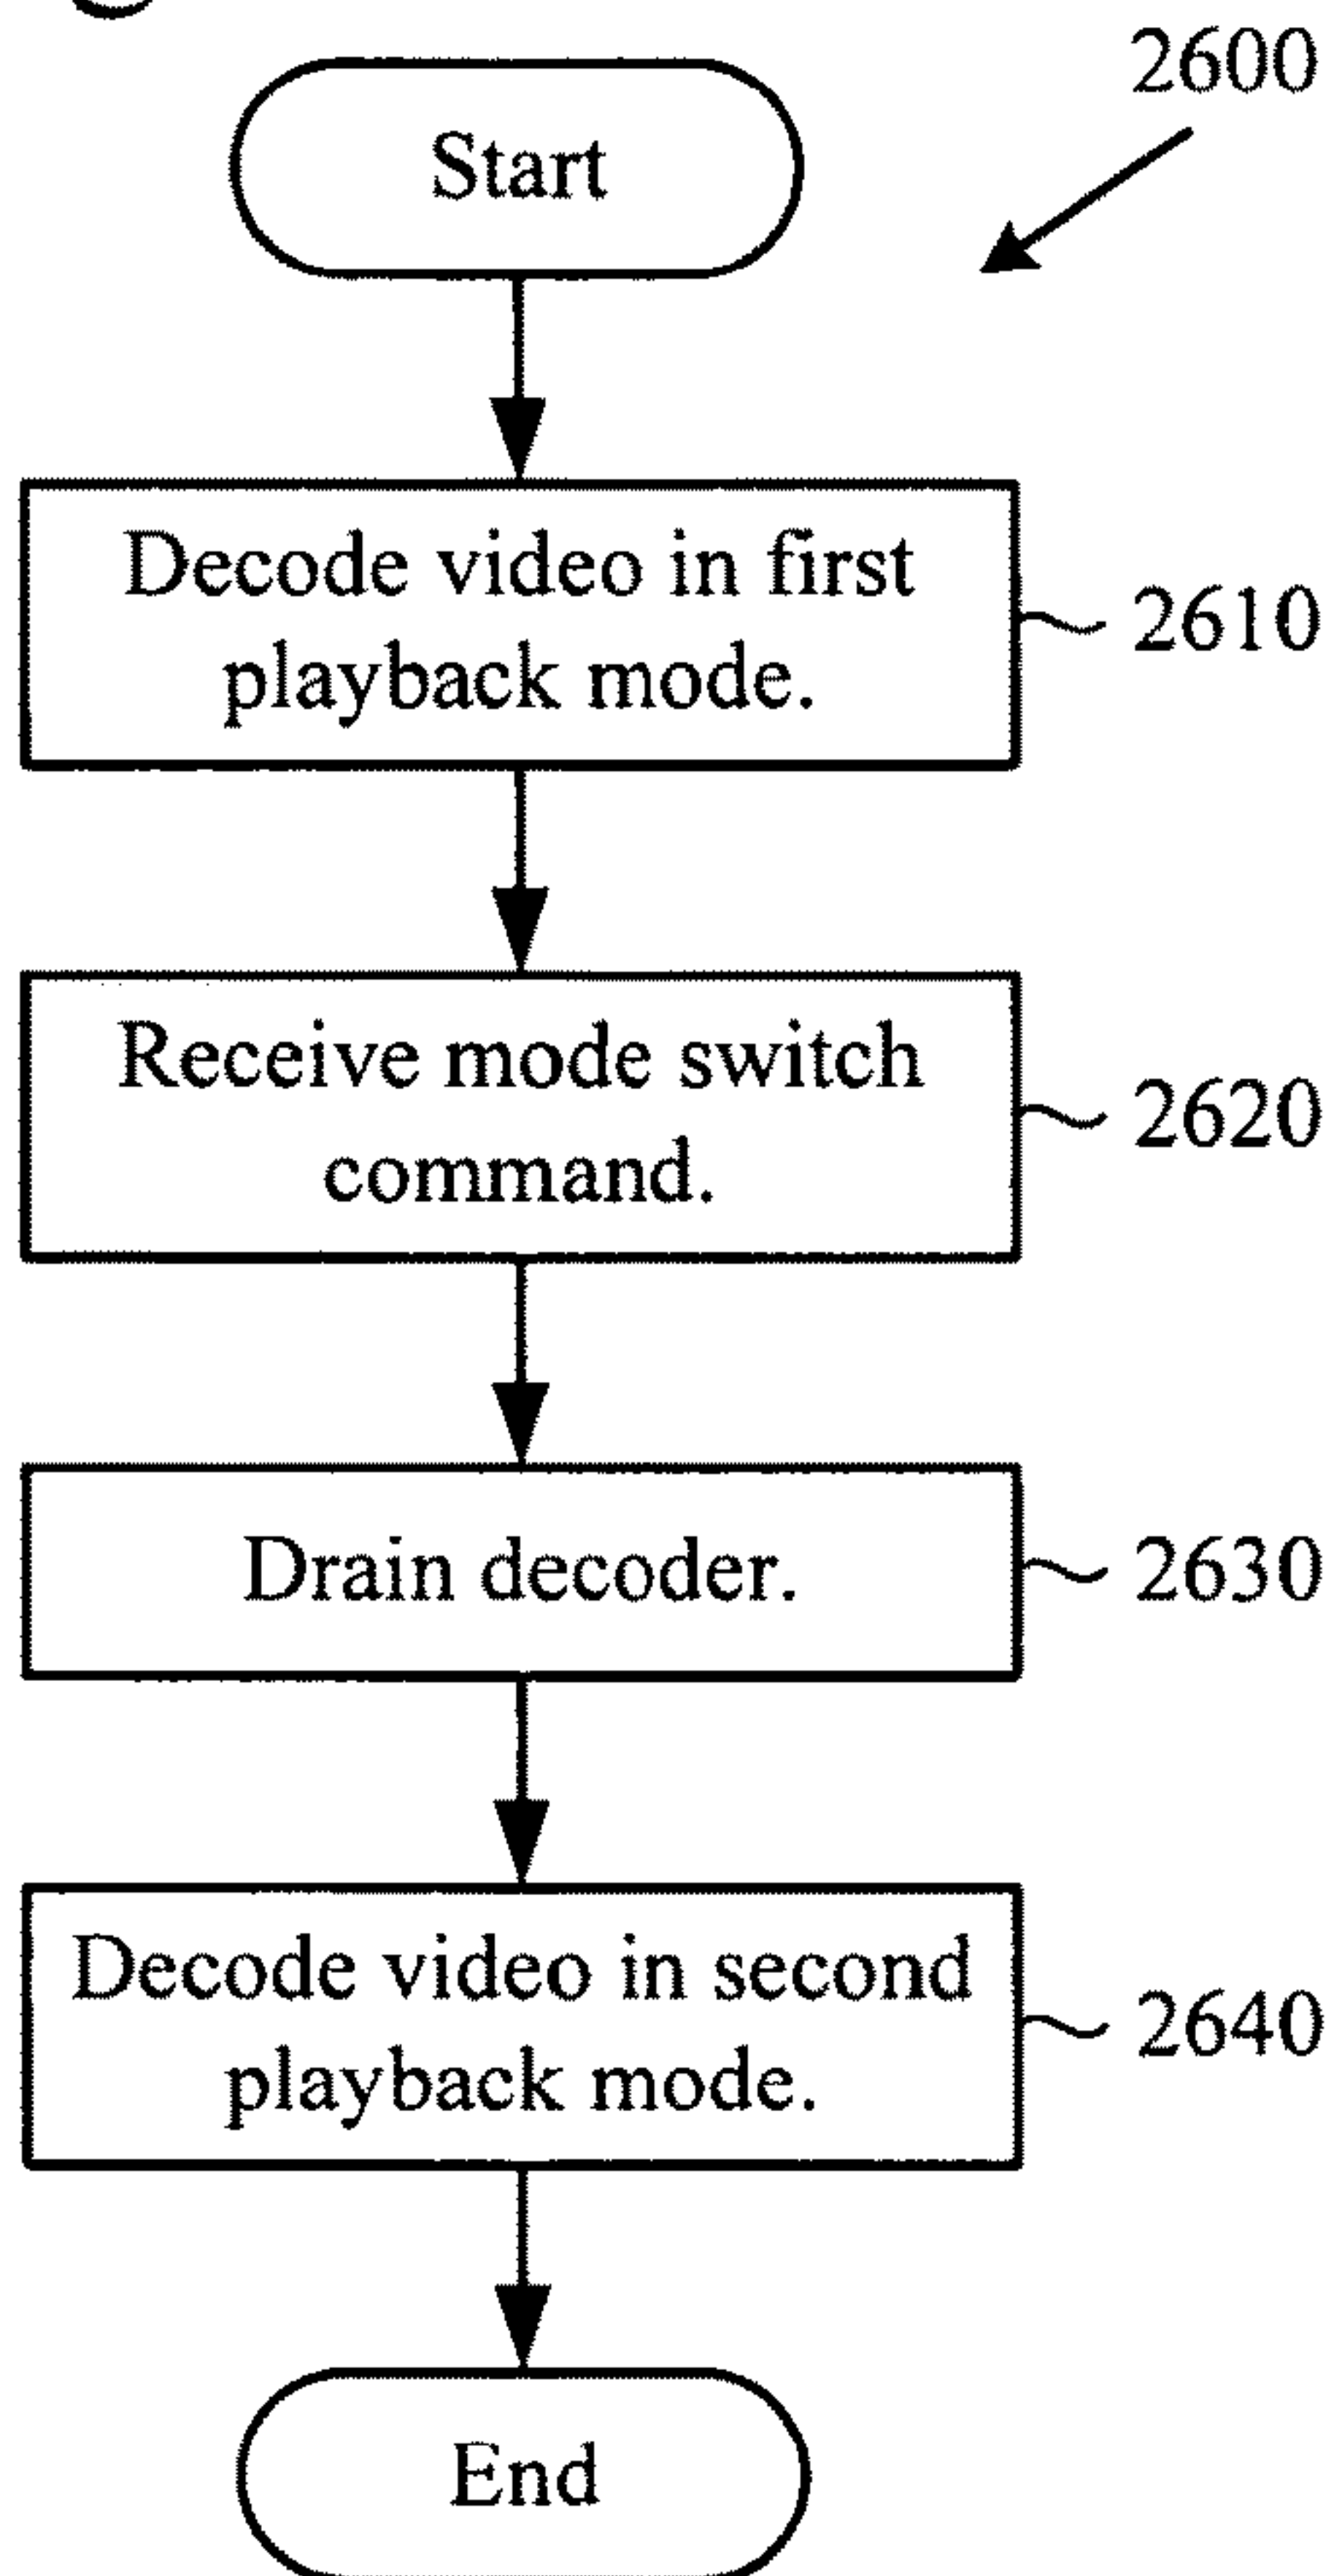 2600
Start
Decode video in first
playback mode.
2610
Receive mode switch
command.
2620
Drain decoder.
2630
Decode video in second
playback mode.
2640
End